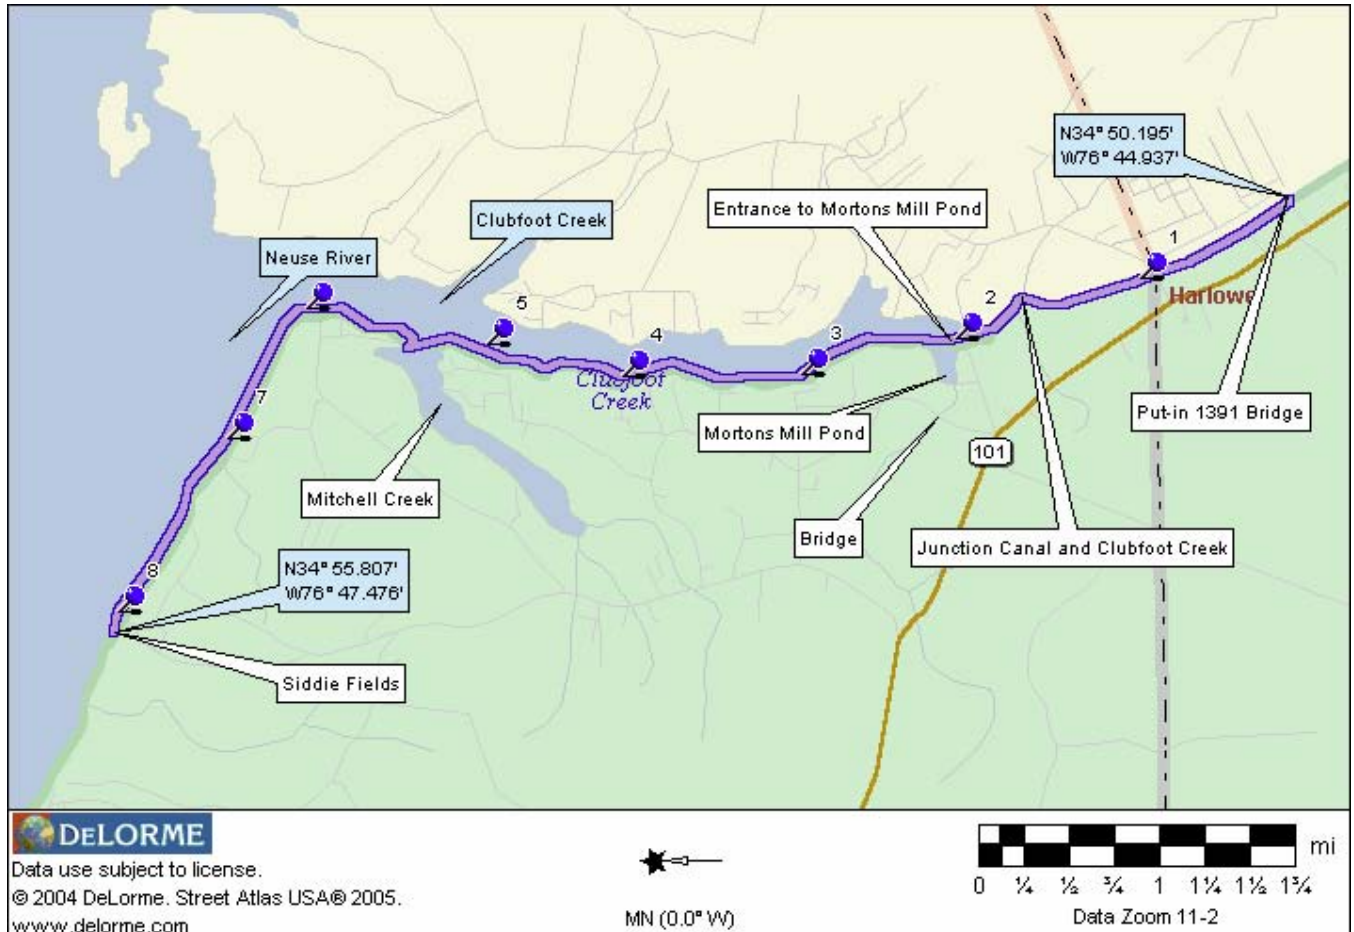 N34° 50.195'
W76° 44.937'
Clubfoot Creek
Entrance to Mortons Mill Pond
Neuse River
1
2
5
4
3
Harlowe
Clubfoot
Creek
7
Put-in 1391 Bridge
Mortons Mill Pond
101
Mitchell Creek
Bridge
Junction Canal and Clubfoot Creek
N34° 55.807'
W76° 47.476'
8
Siddie Fields
DELORME
Data use subject to license.
© 2004 DeLorme. Street Atlas USA® 2005.
www.delorme.com
MN (0.0° W)
mi
0 ¼ ½ ¾ 1 1¼ 1½ 1¾
Data Zoom 11-2